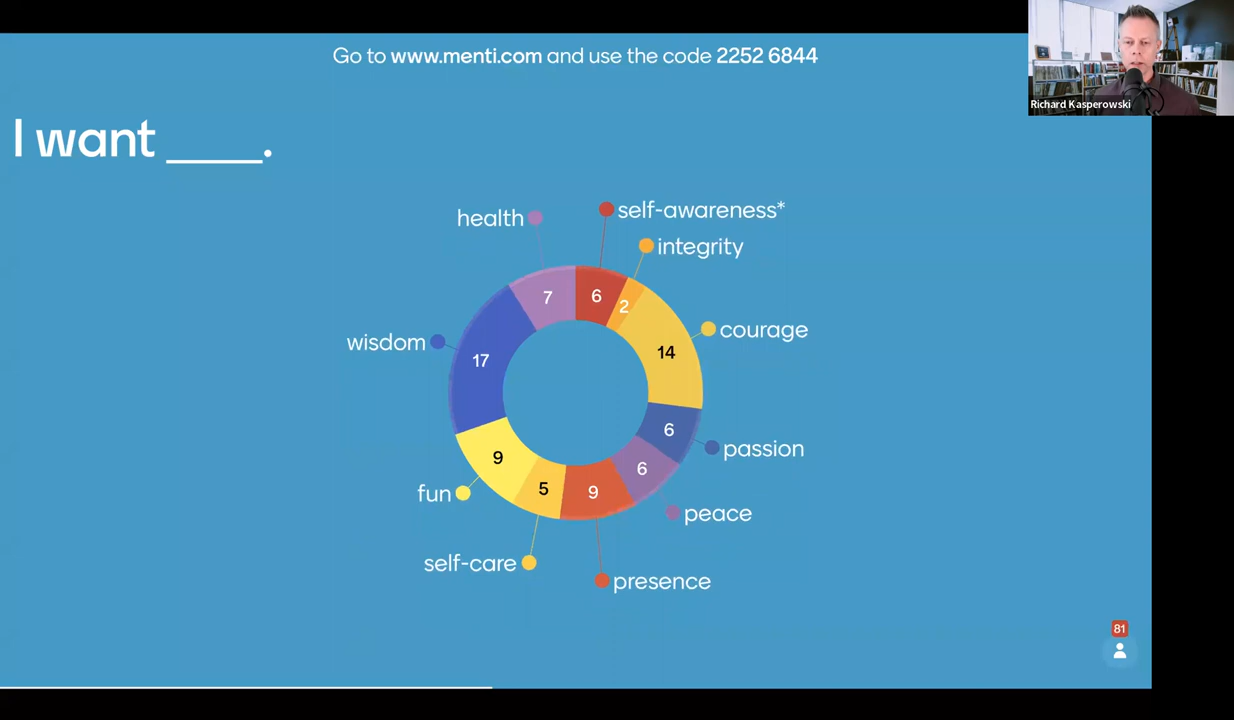 Go to www.menti.com and use the code 2252 6844
Richard Kasperowski
I want _____.
health
self-awareness*
integrity
7
6
2
courage
wisdom
14
17
6
passion
9
6
5
9
fun
peace
self-care
presence
81